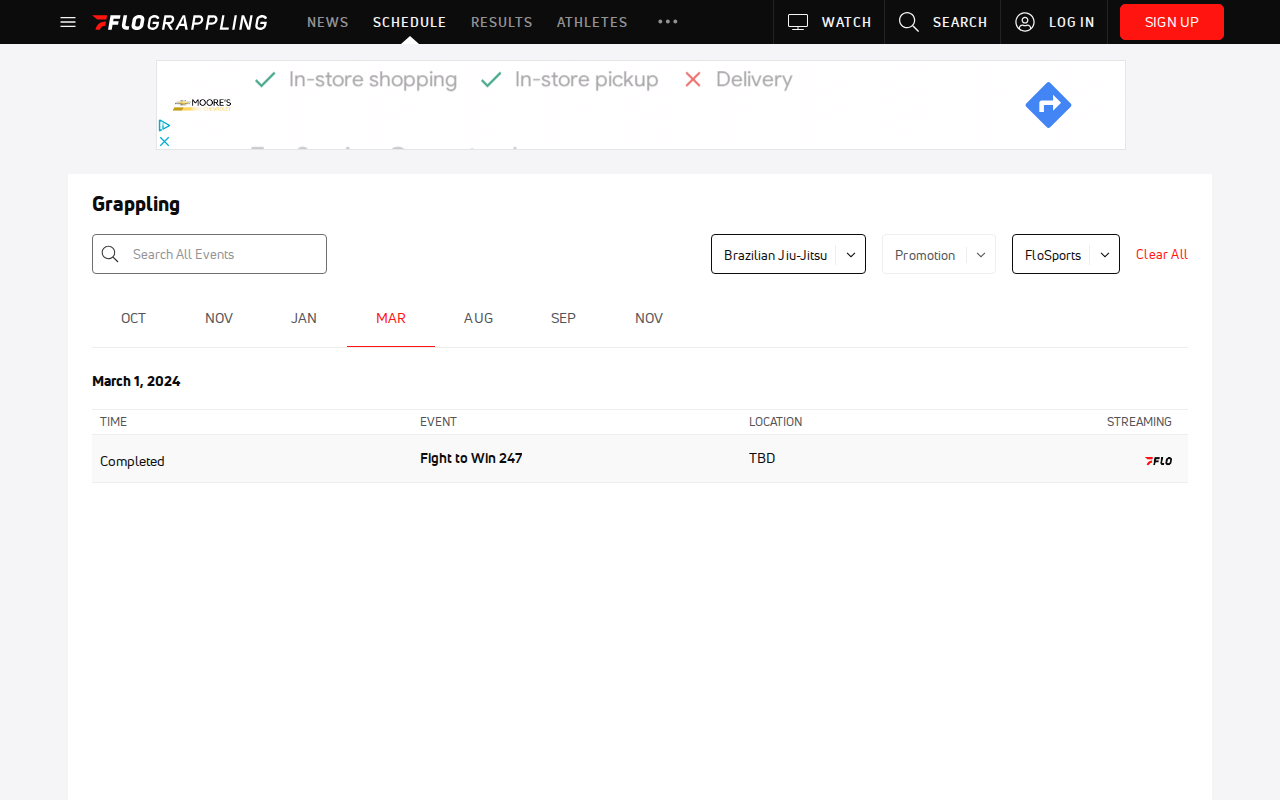 FLOGRAPPLING NEWS SCHEDULE RESULTS ATHLETES ••• WATCH SEARCH LOG IN SIGN UP
In-store shopping In-store pickup Delivery
MOORE'S
Grappling
Search All Events Brazilian Jiu-Jitsu Promotion FloSports Clear All
OCT NOV JAN MAR AUG SEP NOV
March 1, 2024
TIME EVENT LOCATION STREAMING
Completed Fight to Win 247 TBD FLO